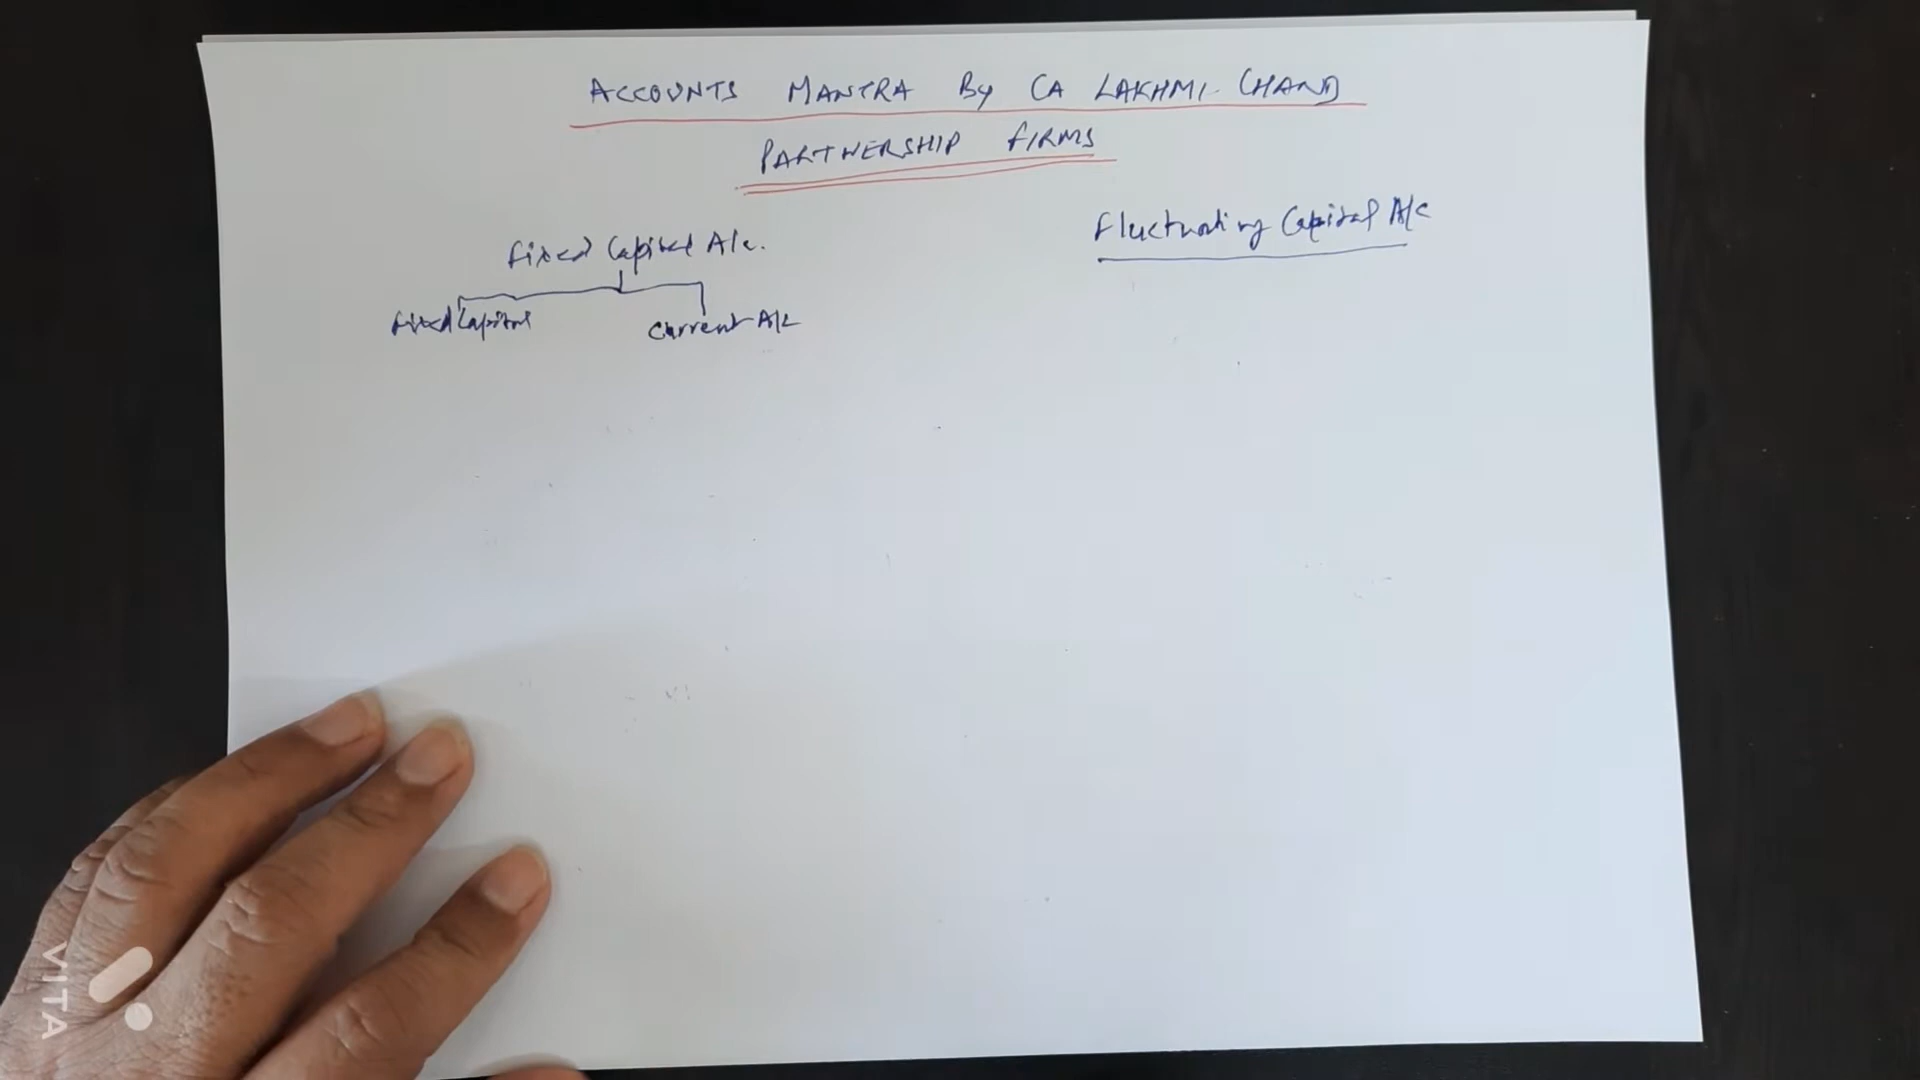 ACCOUNTS MANTRA By CA LAKHMI CHAND
PARTNERSHIP FIRMS
Fluctuating Capital A/c
Fixed Capital A/c.
Fixed Capital
Current A/c
VITA